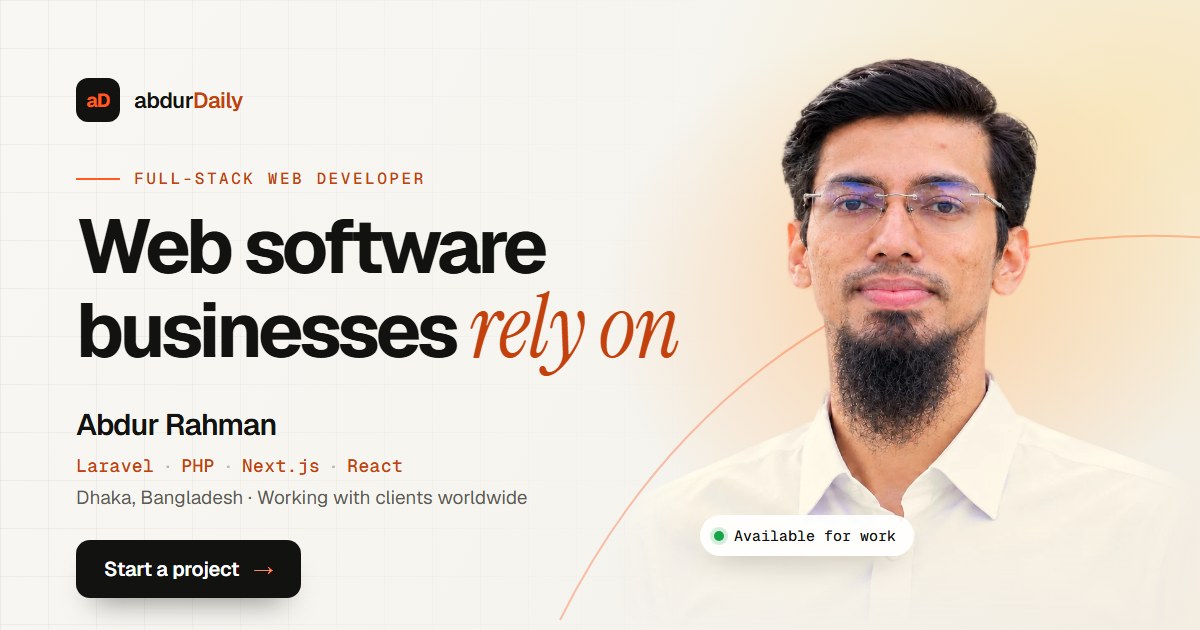 aD abdurDaily
FULL-STACK WEB DEVELOPER
Web software
businesses rely on
Abdur Rahman
Laravel · PHP · Next.js · React
Dhaka, Bangladesh · Working with clients worldwide
Available for work
Start a project →